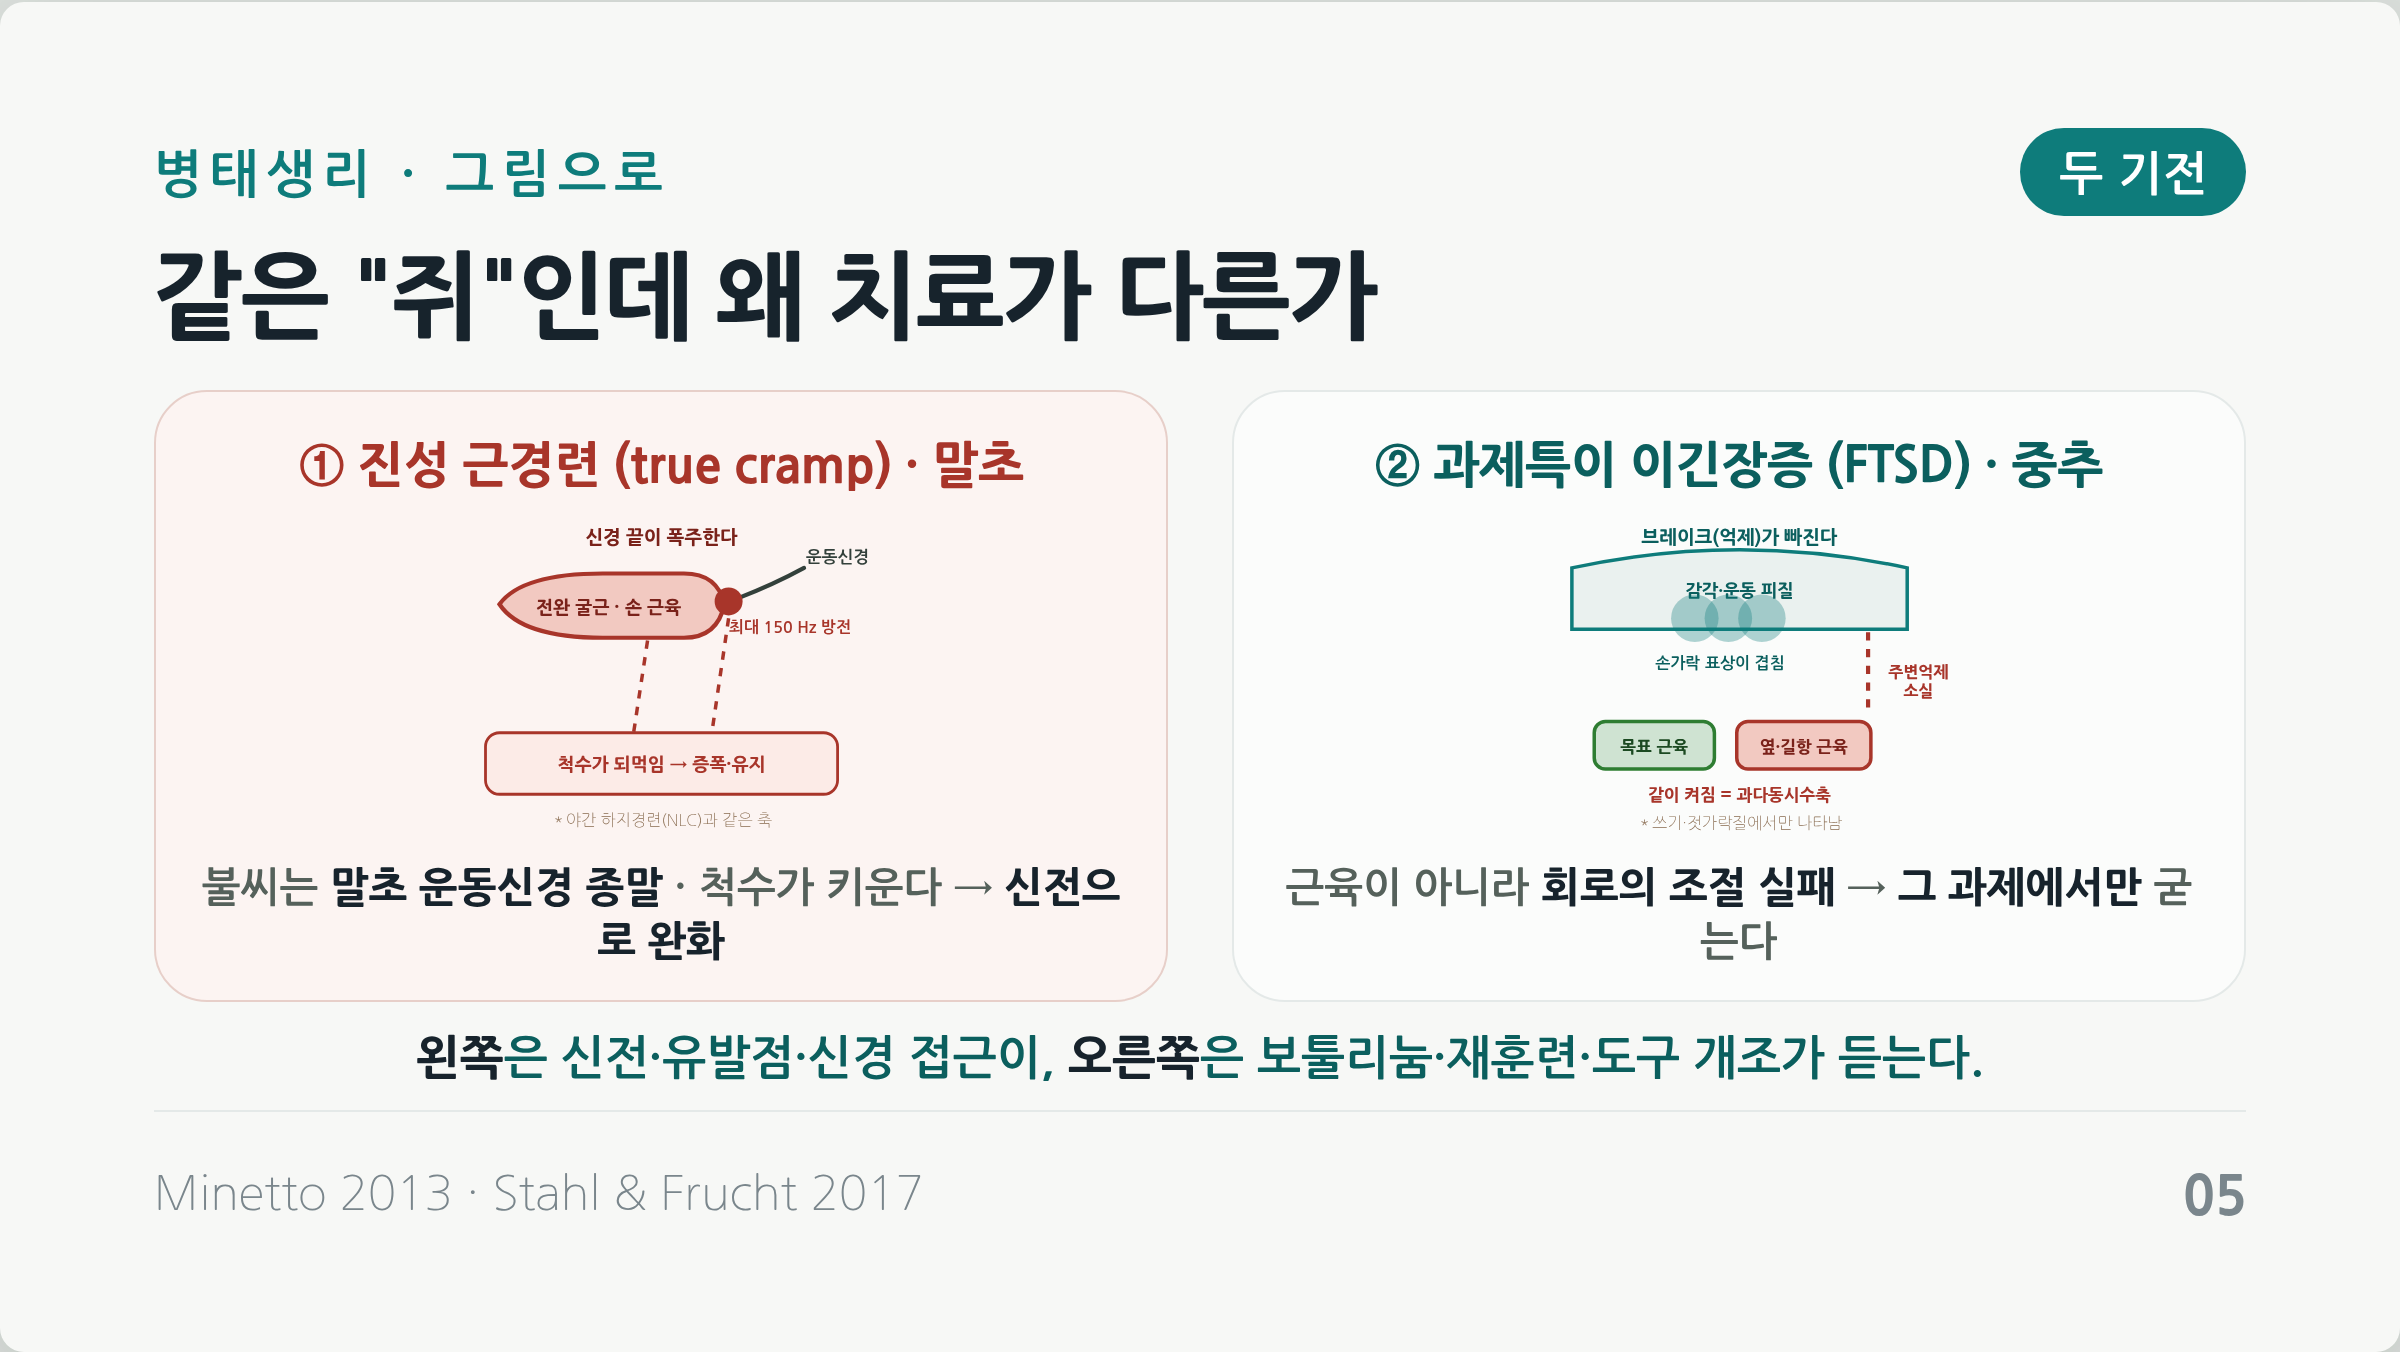 병태생리 · 그림으로
두 기전
같은 "쥐"인데 왜 치료가 다른가
① 진성 근경련 (true cramp) · 말초
신경 끝이 폭주한다
운동신경
전완 굴근 · 손 근육
최대 150 Hz 방전
척수가 되먹임 → 증폭·유지
* 야간 하지경련(NLC)과 같은 축
불씨는 말초 운동신경 종말 · 척수가 키운다 → 신전으
로 완화
② 과제특이 이긴장증 (FTSD) · 중추
브레이크(억제)가 빠진다
감각·운동 피질
손가락 표상이 겹침
주변억제
소실
목표 근육
옆·길항 근육
같이 켜짐 = 과다동시수축
* 쓰기·젓가락질에서만 나타남
근육이 아니라 회로의 조절 실패 → 그 과제에서만 굳
는다
왼쪽은 신전·유발점·신경 접근이, 오른쪽은 보툴리눔·재훈련·도구 개조가 듣는다.
Minetto 2013 · Stahl & Frucht 2017
05